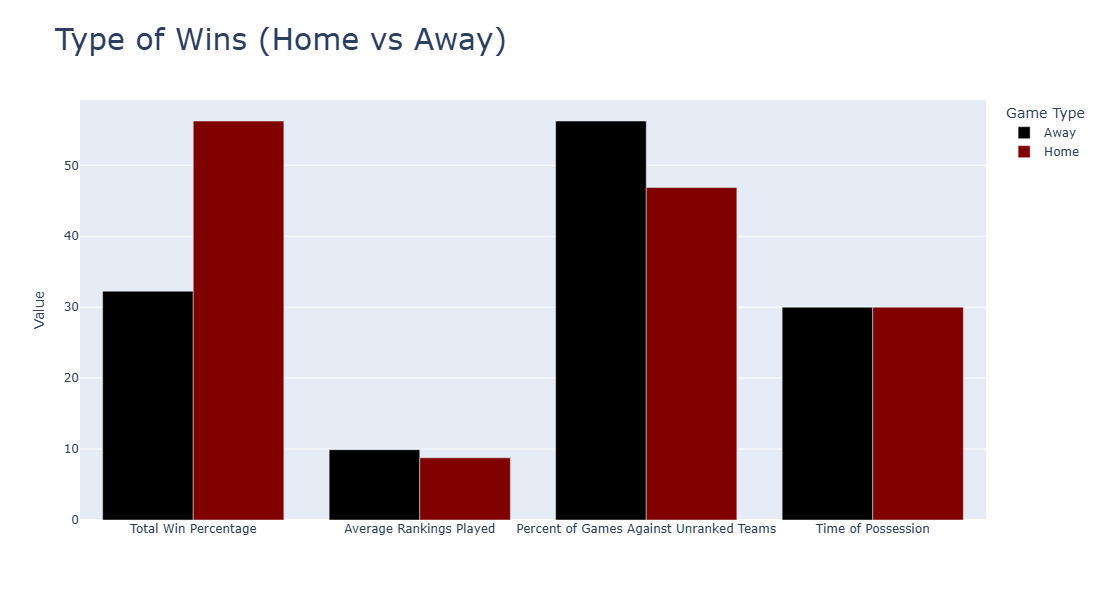 Type of Wins (Home vs Away)
Game Type
Away
Home
Value
50
40
30
20
10
0
Total Win Percentage
Average Rankings Played
Percent of Games Against Unranked Teams
Time of Possession